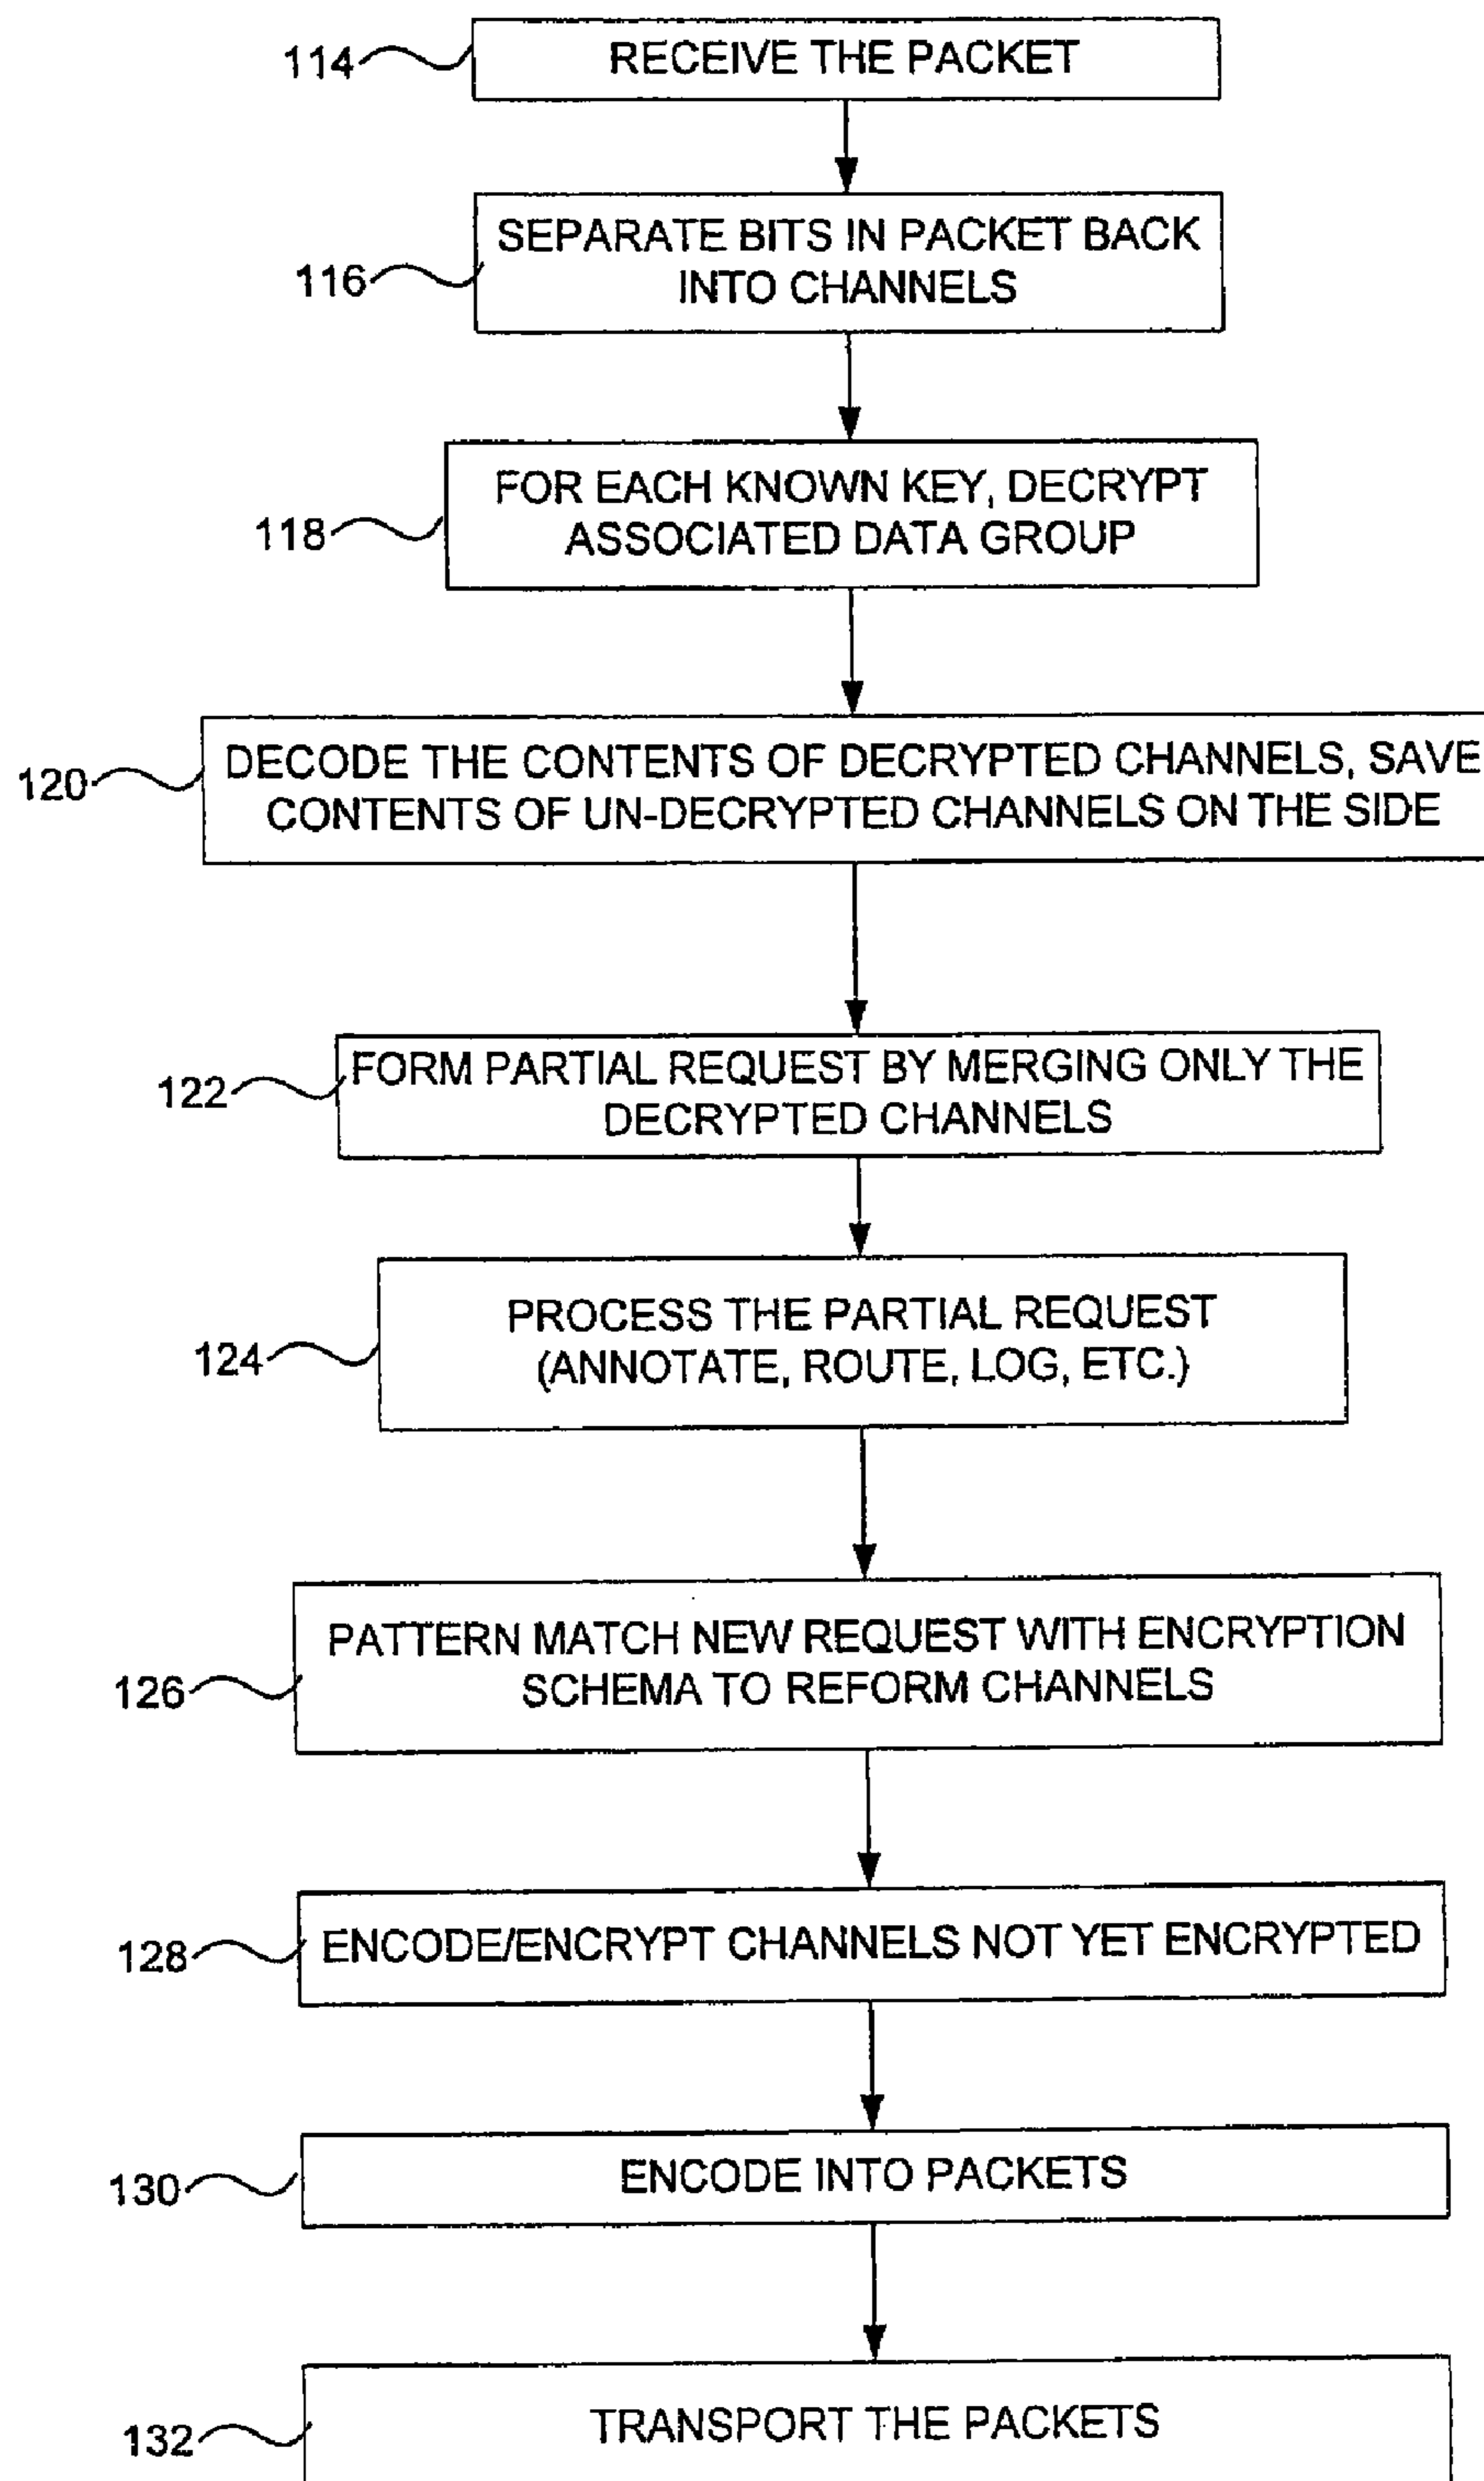 114
RECEIVE THE PACKET
116
SEPARATE BITS IN PACKET BACK
INTO CHANNELS
118
FOR EACH KNOWN KEY, DECRYPT
ASSOCIATED DATA GROUP
120
DECODE THE CONTENTS OF DECRYPTED CHANNELS, SAVE
CONTENTS OF UN-DECRYPTED CHANNELS ON THE SIDE
122
FORM PARTIAL REQUEST BY MERGING ONLY THE
DECRYPTED CHANNELS
124
PROCESS THE PARTIAL REQUEST
(ANNOTATE, ROUTE, LOG, ETC.)
126
PATTERN MATCH NEW REQUEST WITH ENCRYPTION
SCHEMA TO REFORM CHANNELS
128
ENCODE/ENCRYPT CHANNELS NOT YET ENCRYPTED
130
ENCODE INTO PACKETS
132
TRANSPORT THE PACKETS